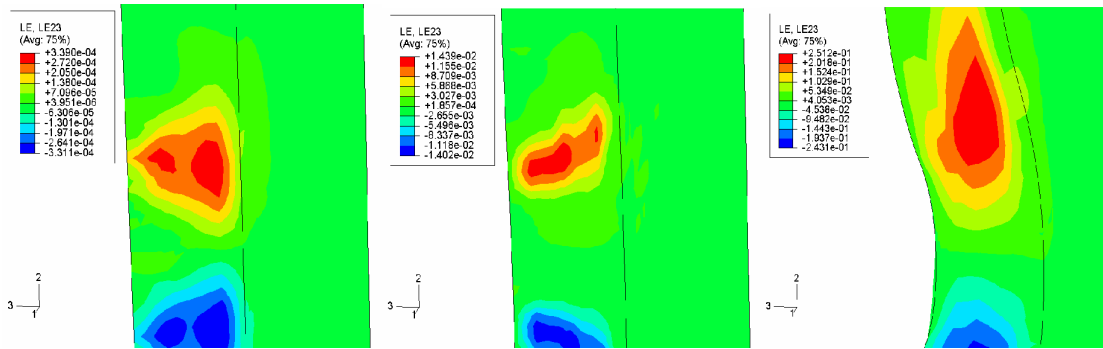 LE, LE23
(Avg: 75%)
+3.390e-04
+2.720e-04
+2.050e-04
+1.380e-04
+7.096e-05
+3.951e-06
-6.306e-05
-1.301e-04
-1.971e-04
-2.641e-04
-3.311e-04
2
3
1
LE, LE23
(Avg: 75%)
+1.439e-02
+1.155e-02
+8.709e-03
+5.868e-03
+3.027e-03
+1.857e-04
-2.655e-03
-5.496e-03
-8.337e-03
-1.118e-02
-1.402e-02
2
3
1
LE, LE23
(Avg: 75%)
+2.512e-01
+2.018e-01
+1.524e-01
+1.029e-01
+5.349e-02
+4.053e-03
-4.538e-02
-9.482e-02
-1.443e-01
-1.937e-01
-2.431e-01
2
3
1